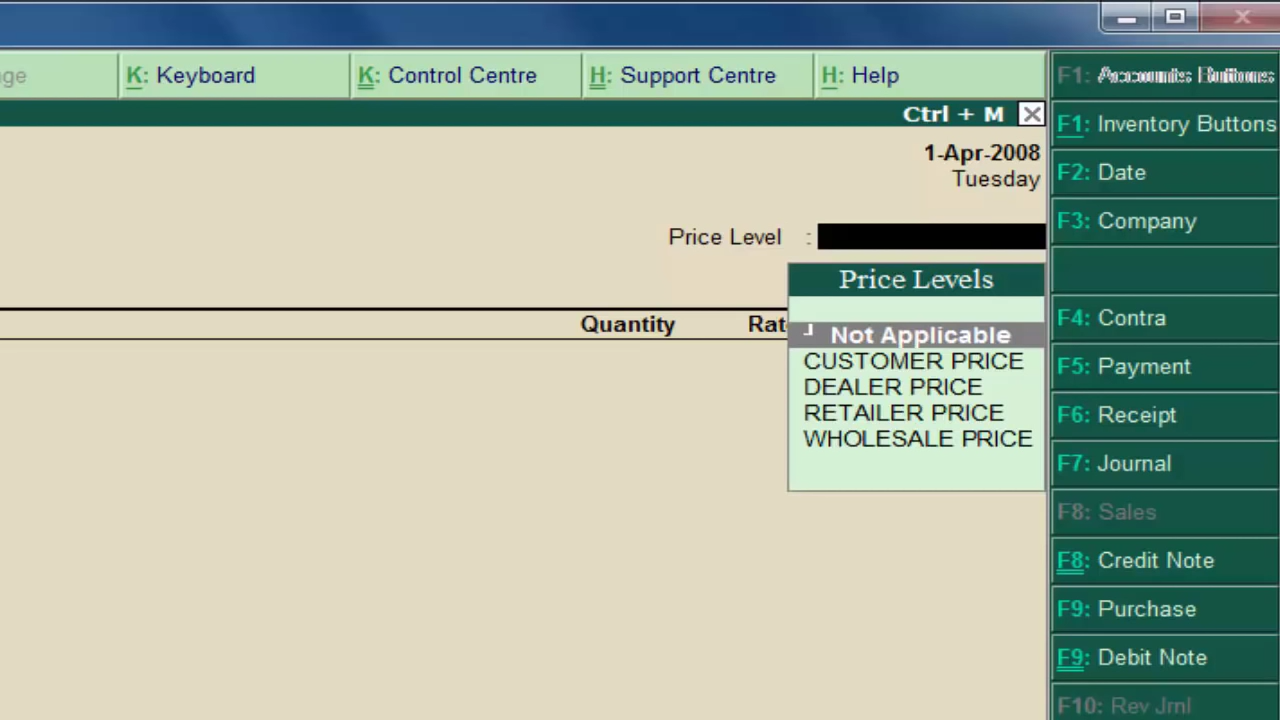 ge
K: Keyboard
K: Control Centre
H: Support Centre
H: Help
Ctrl + M
1-Apr-2008
Tuesday
Price Level :
Price Levels
Not Applicable
CUSTOMER PRICE
DEALER PRICE
RETAILER PRICE
WHOLESALE PRICE
Quantity
Rat
F1: Accounts Buttons
F1: Inventory Buttons
F2: Date
F3: Company
F4: Contra
F5: Payment
F6: Receipt
F7: Journal
F8: Sales
F8: Credit Note
F9: Purchase
F9: Debit Note
F10: Rev Jrnl